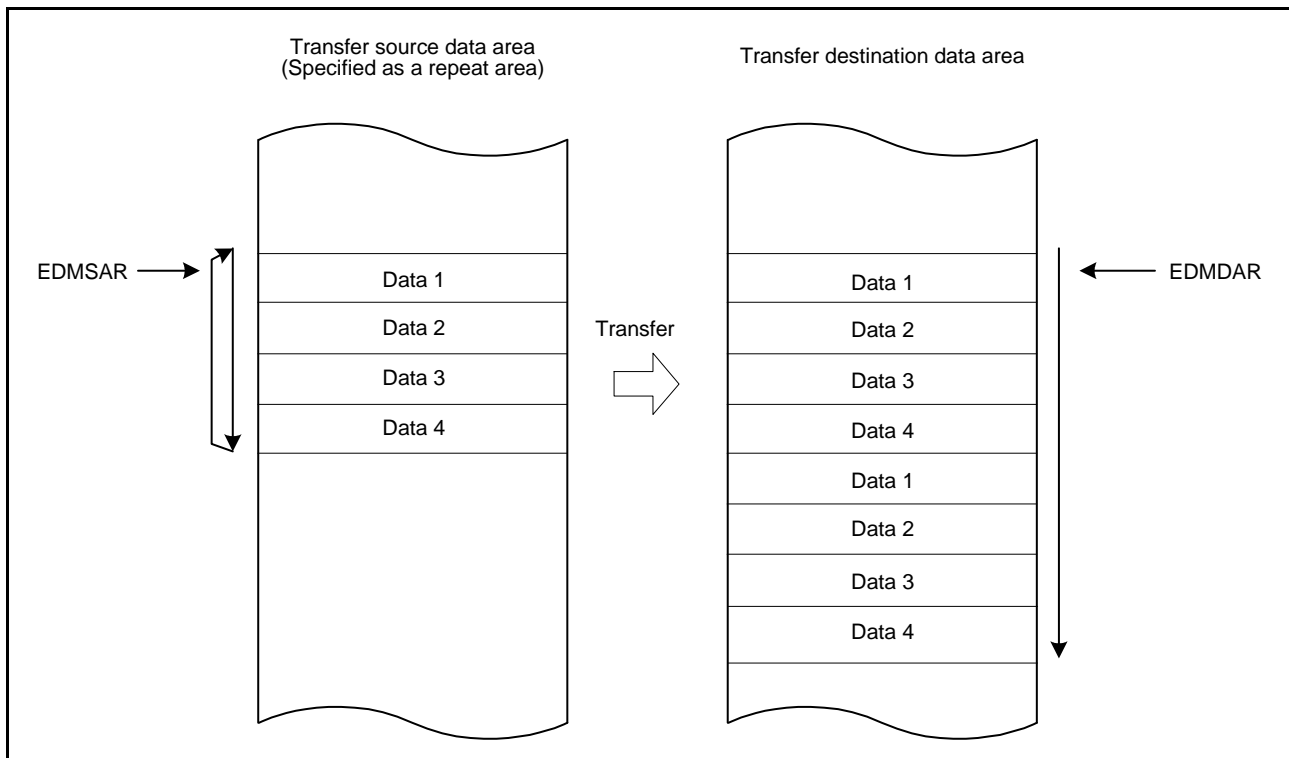 Transfer source data area
(Specified as a repeat area)
Transfer destination data area
EDMSAR
Data 1
Data 2
Data 3
Data 4
Transfer
Data 1
Data 2
Data 3
Data 4
Data 1
Data 2
Data 3
Data 4
EDMDAR